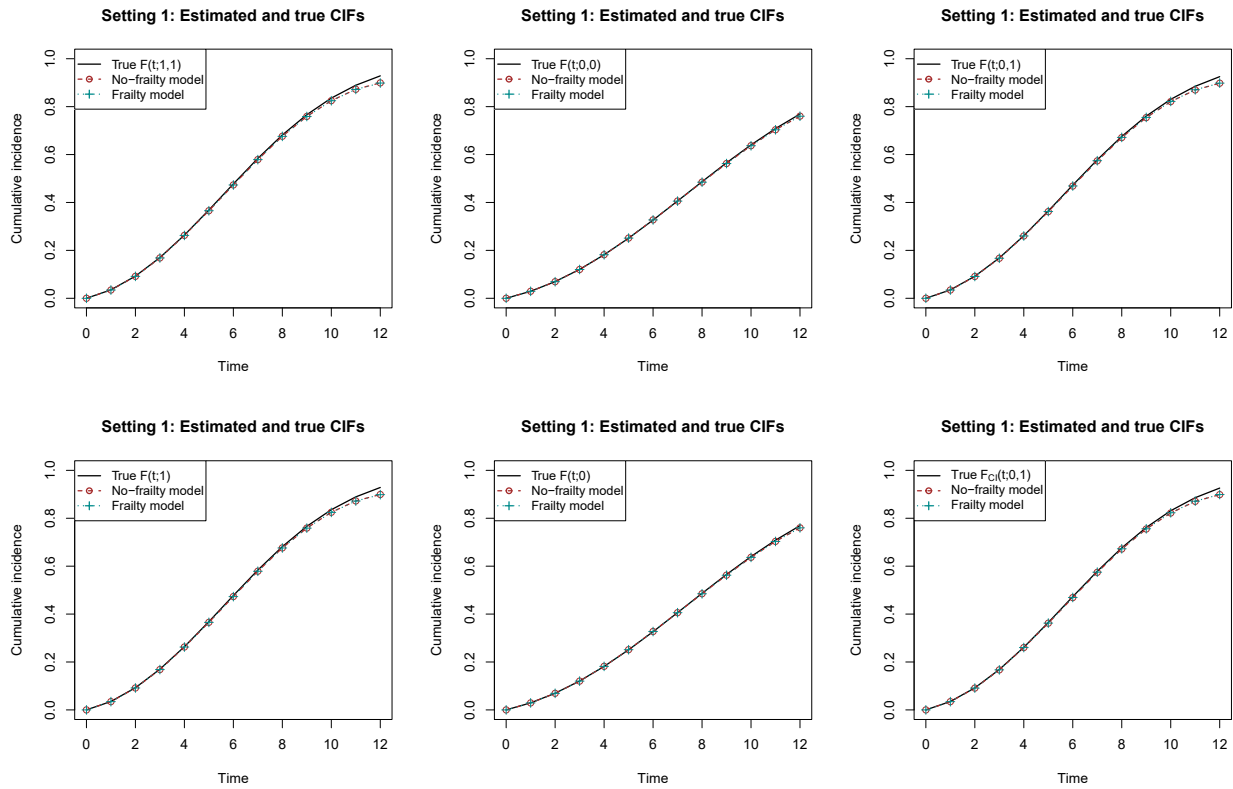 Setting 1: Estimated and true CIFs
True F(t;1,1)
No−frailty model
Frailty model
Cumulative incidence
0.0 0.2 0.4 0.6 0.8 1.0
0 2 4 6 8 10 12
Time
Setting 1: Estimated and true CIFs
True F(t;0,0)
No−frailty model
Frailty model
Cumulative incidence
0.0 0.2 0.4 0.6 0.8 1.0
0 2 4 6 8 10 12
Time
Setting 1: Estimated and true CIFs
True F(t;0,1)
No−frailty model
Frailty model
Cumulative incidence
0.0 0.2 0.4 0.6 0.8 1.0
0 2 4 6 8 10 12
Time
Setting 1: Estimated and true CIFs
True F(t;1)
No−frailty model
Frailty model
Cumulative incidence
0.0 0.2 0.4 0.6 0.8 1.0
0 2 4 6 8 10 12
Time
Setting 1: Estimated and true CIFs
True F(t;0)
No−frailty model
Frailty model
Cumulative incidence
0.0 0.2 0.4 0.6 0.8 1.0
0 2 4 6 8 10 12
Time
Setting 1: Estimated and true CIFs
True FCI(t;0,1)
No−frailty model
Frailty model
Cumulative incidence
0.0 0.2 0.4 0.6 0.8 1.0
0 2 4 6 8 10 12
Time